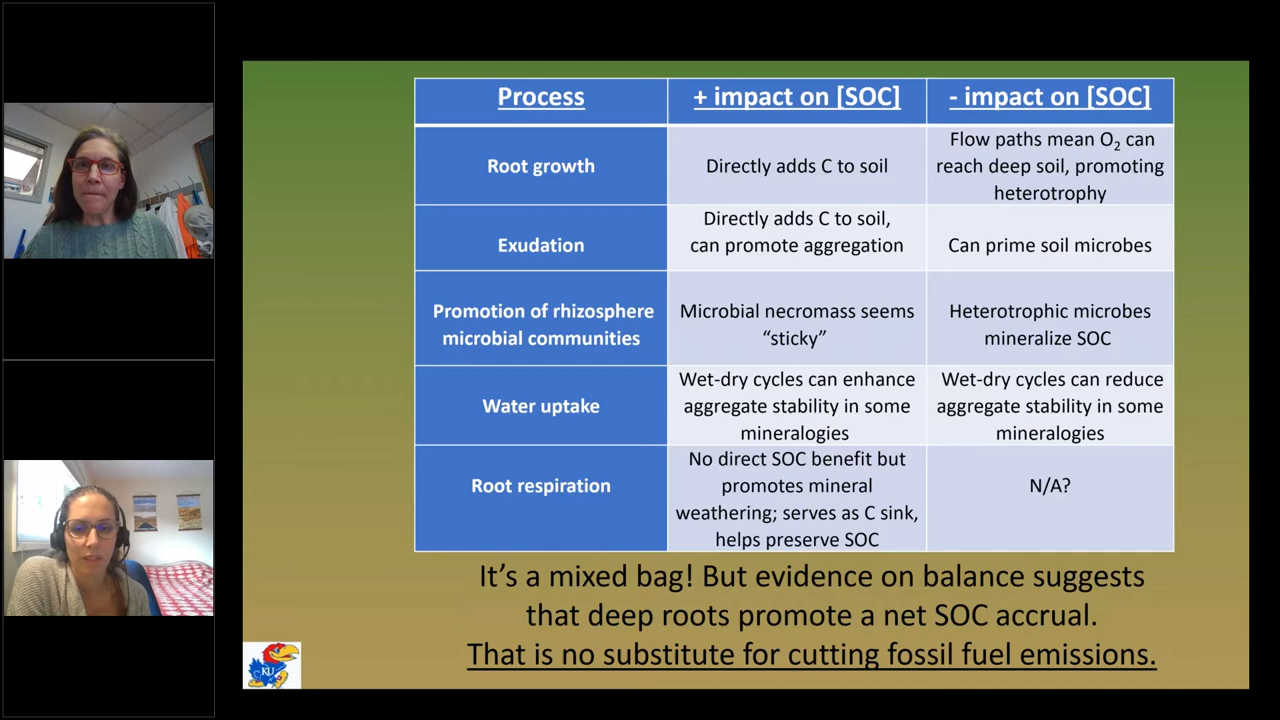 Process
+ impact on [SOC]
- impact on [SOC]
Root growth
Directly adds C to soil
Flow paths mean O₂ can
reach deep soil, promoting
heterotrophy
Exudation
Directly adds C to soil,
can promote aggregation
Can prime soil microbes
Promotion of rhizosphere
microbial communities
Microbial necromass seems
“sticky”
Heterotrophic microbes
mineralize SOC
Water uptake
Wet-dry cycles can enhance
aggregate stability in some
mineralogies
Wet-dry cycles can reduce
aggregate stability in some
mineralogies
Root respiration
No direct SOC benefit but
promotes mineral
weathering; serves as C sink,
helps preserve SOC
N/A?
It’s a mixed bag! But evidence on balance suggests
that deep roots promote a net SOC accrual.
That is no substitute for cutting fossil fuel emissions.
KU